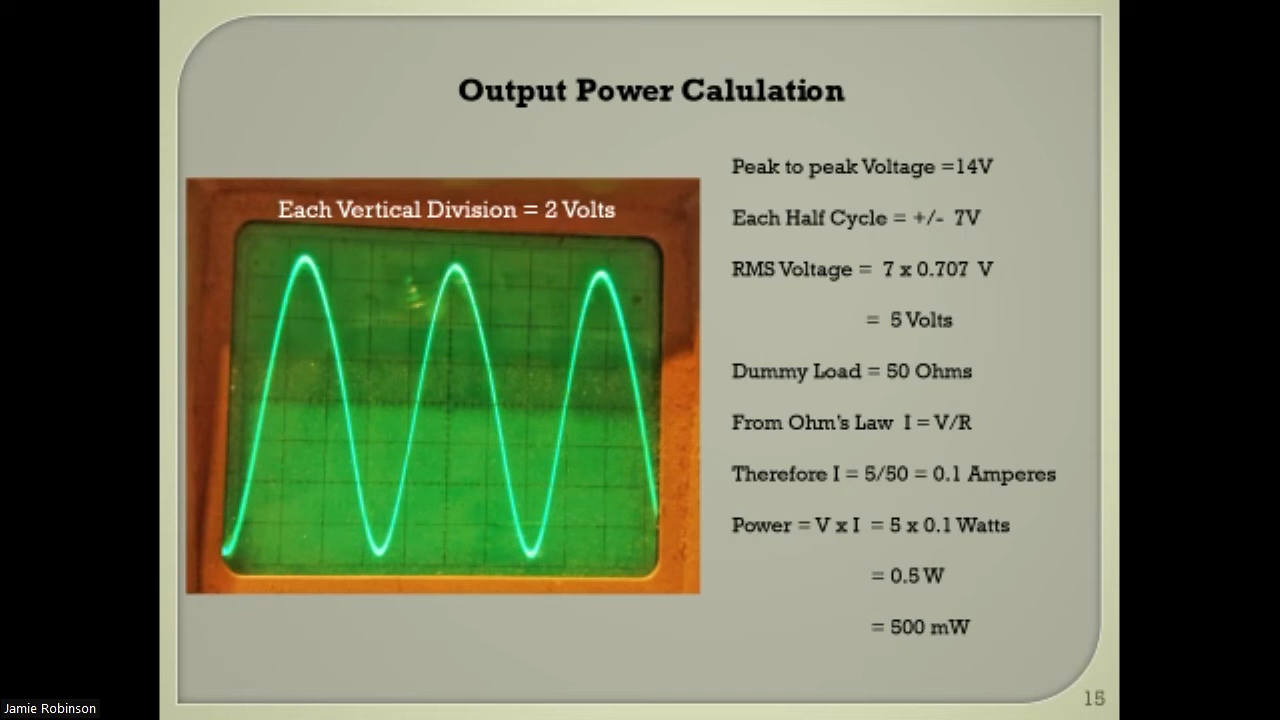 Output Power Calulation
Each Vertical Division = 2 Volts
Peak to peak Voltage =14V
Each Half Cycle = +/-  7V
RMS Voltage =  7 x 0.707  V
=  5 Volts
Dummy Load = 50 Ohms
From Ohm's Law  I = V/R
Therefore I = 5/50 = 0.1 Amperes
Power = V x I  = 5 x 0.1 Watts
= 0.5 W
= 500 mW
15
Jamie Robinson